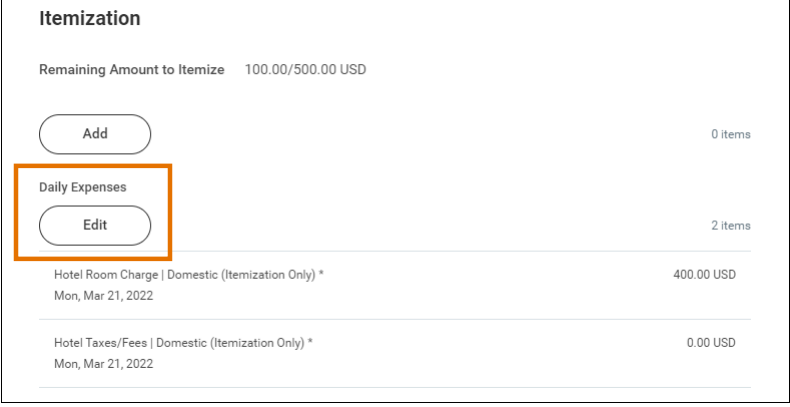 Itemization
Remaining Amount to Itemize 100.00/500.00 USD
Add 0 items
Daily Expenses
Edit 2 items
Hotel Room Charge | Domestic (Itemization Only) * 400.00 USD
Mon, Mar 21, 2022
Hotel Taxes/Fees | Domestic (Itemization Only) * 0.00 USD
Mon, Mar 21, 2022